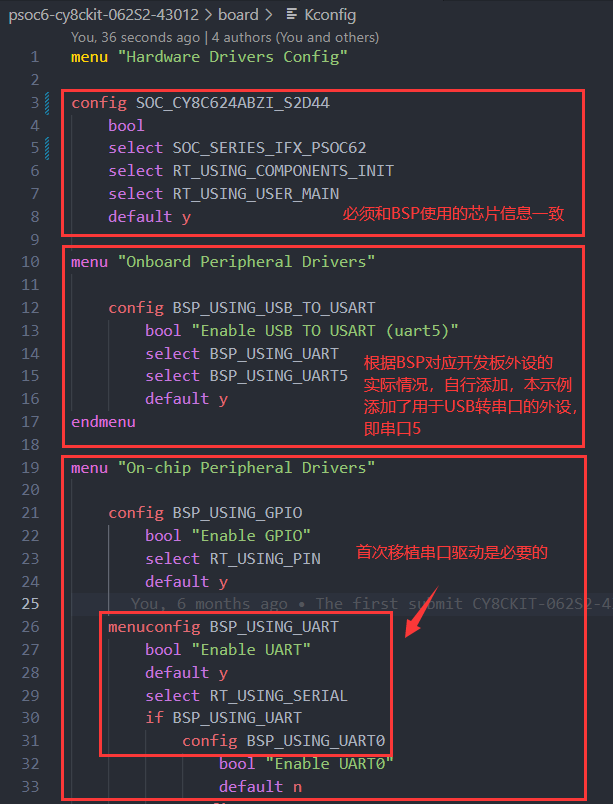 psoc6-cy8ckit-062S2-43012 > board > Kconfig
You, 36 seconds ago | 4 authors (You and others)
1 menu "Hardware Drivers Config"
2
3 config SOC_CY8C624ABZI_S2D44
4 bool
5 select SOC_SERIES_IFX_PSOC62
6 select RT_USING_COMPONENTS_INIT
7 select RT_USING_USER_MAIN
8 default y
必须和BSP使用的芯片信息一致
9
10 menu "Onboard Peripheral Drivers"
11
12 config BSP_USING_USB_TO_USART
13 bool "Enable USB TO USART (uart5)"
14 select BSP_USING_UART
15 select BSP_USING_UART5
16 default y
根据BSP对应开发板外设的
实际情况，自行添加，本示例
添加了用于USB转串口的外设，
即串口5
17 endmenu
18
19 menu "On-chip Peripheral Drivers"
20
21 config BSP_USING_GPIO
22 bool "Enable GPIO"
23 select RT_USING_PIN
首次移植串口驱动是必要的
24 default y
25 You, 6 months ago • The first submit CY8CKIT-062S2-4
26 menuconfig BSP_USING_UART
27 bool "Enable UART"
28 default y
29 select RT_USING_SERIAL
30 if BSP_USING_UART
31 config BSP_USING_UART0
32 bool "Enable UART0"
33 default n